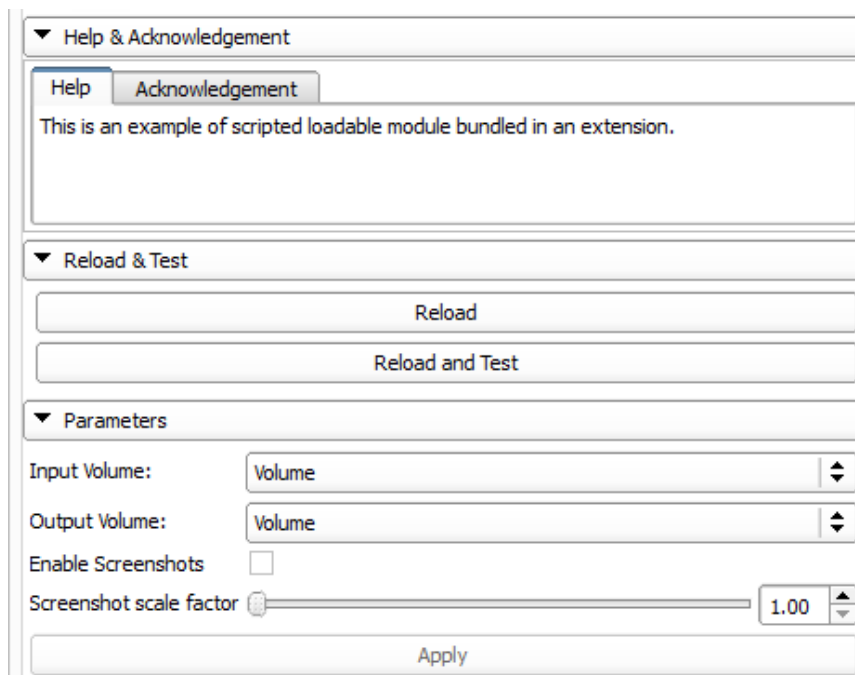 Help & Acknowledgement
Help Acknowledgement
This is an example of scripted loadable module bundled in an extension.
Reload & Test
Reload
Reload and Test
Parameters
Input Volume: Volume
Output Volume: Volume
Enable Screenshots
Screenshot scale factor 1.00
Apply